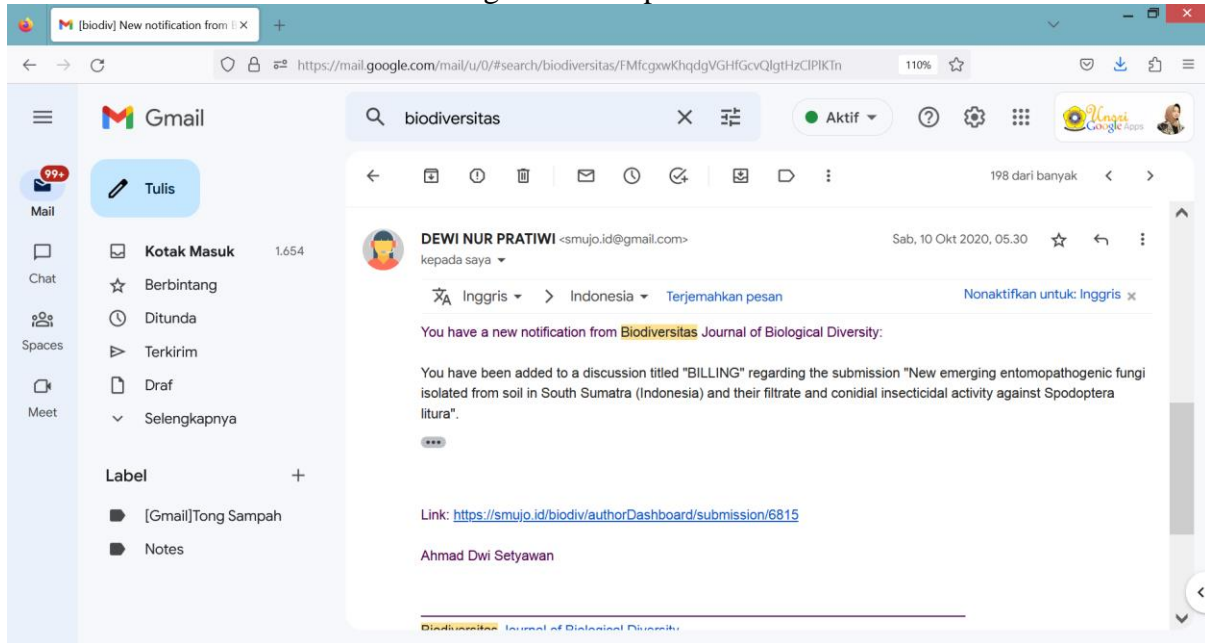 [biodiv] New notification from B
https://mail.google.com/mail/u/0/#search/biodiversitas/FMfcgxwKhqdgVGHfGcvQlgtHzClPlKTn
110%
Gmail
biodiversitas
Aktif
Ungsri
Google Apps
99+
Mail
Chat
Spaces
Meet
Tulis
Kotak Masuk 1.654
Berbintang
Ditunda
Terkirim
Draf
Selengkapnya
Label
[Gmail]Tong Sampah
Notes
198 dari banyak
DEWI NUR PRATIWI <smujo.id@gmail.com>
Sab, 10 Okt 2020, 05.30
kepada saya
Inggris > Indonesia Terjemahkan pesan
Nonaktifkan untuk: Inggris x
You have a new notification from Biodiversitas Journal of Biological Diversity:
You have been added to a discussion titled "BILLING" regarding the submission "New emerging entomopathogenic fungi
isolated from soil in South Sumatra (Indonesia) and their filtrate and conidial insecticidal activity against Spodoptera
litura".
Link: https://smujo.id/biodiv/authorDashboard/submission/6815
Ahmad Dwi Setyawan
Biodiversitas Journal of Biological Diversity